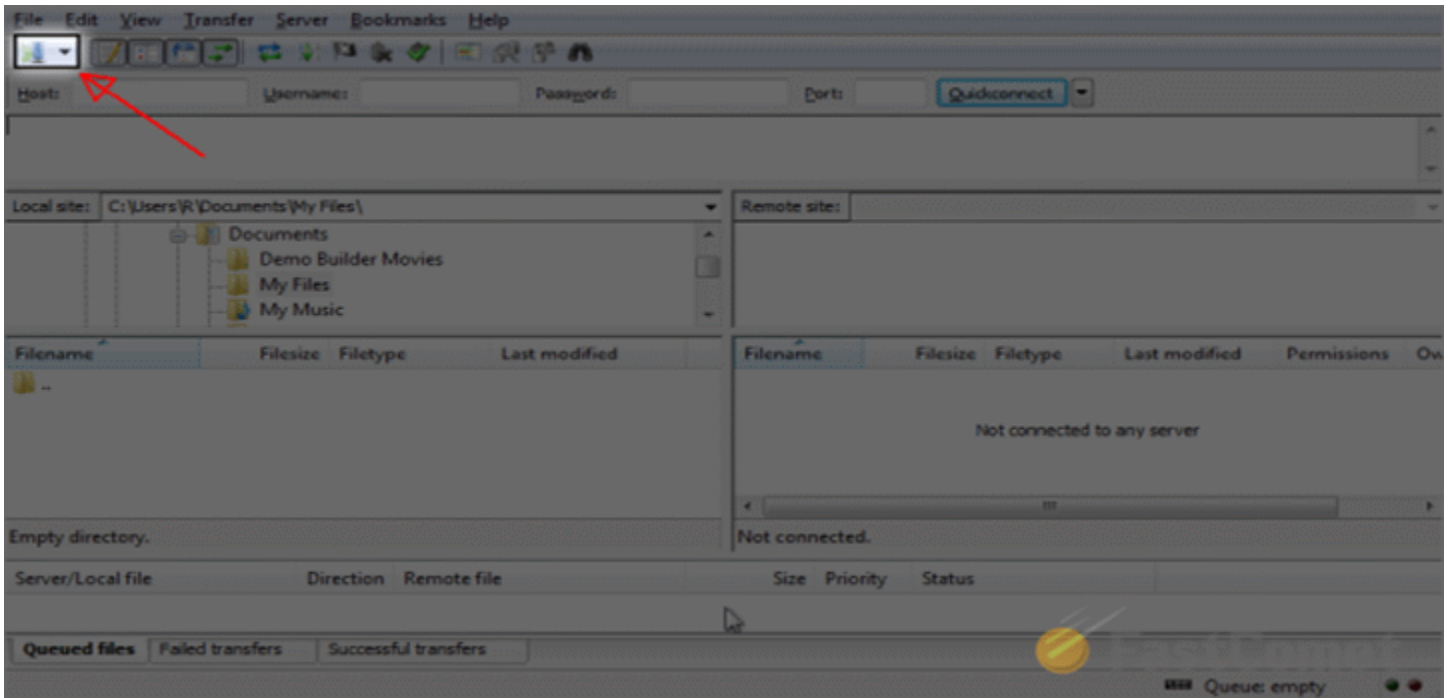 File Edit View Transfer Server Bookmarks Help
Host: Username: Password: Port: Quickconnect
Local site: C:\Users\R\Documents\My Files\
Remote site:
Documents
Demo Builder Movies
My Files
My Music
Filename Filesize Filetype Last modified
..
Empty directory.
Filename Filesize Filetype Last modified Permissions Ow
Not connected to any server
Not connected.
Server/Local file Direction Remote file Size Priority Status
Queued files Failed transfers Successful transfers
FastComet
Queue: empty